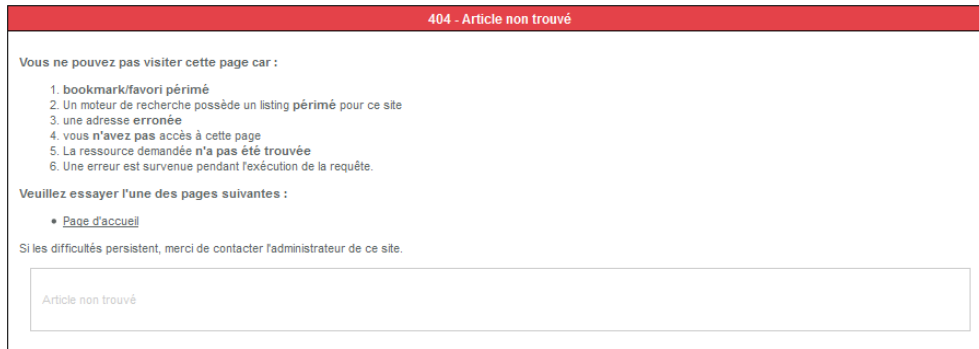 404 - Article non trouvé
Vous ne pouvez pas visiter cette page car :
1. bookmark/favori périmé
2. Un moteur de recherche possède un listing périmé pour ce site
3. une adresse erronée
4. vous n'avez pas accès à cette page
5. La ressource demandée n'a pas été trouvée
6. Une erreur est survenue pendant l'exécution de la requête.
Veuillez essayer l'une des pages suivantes :
• Page d'accueil
Si les difficultés persistent, merci de contacter l'administrateur de ce site.
Article non trouvé